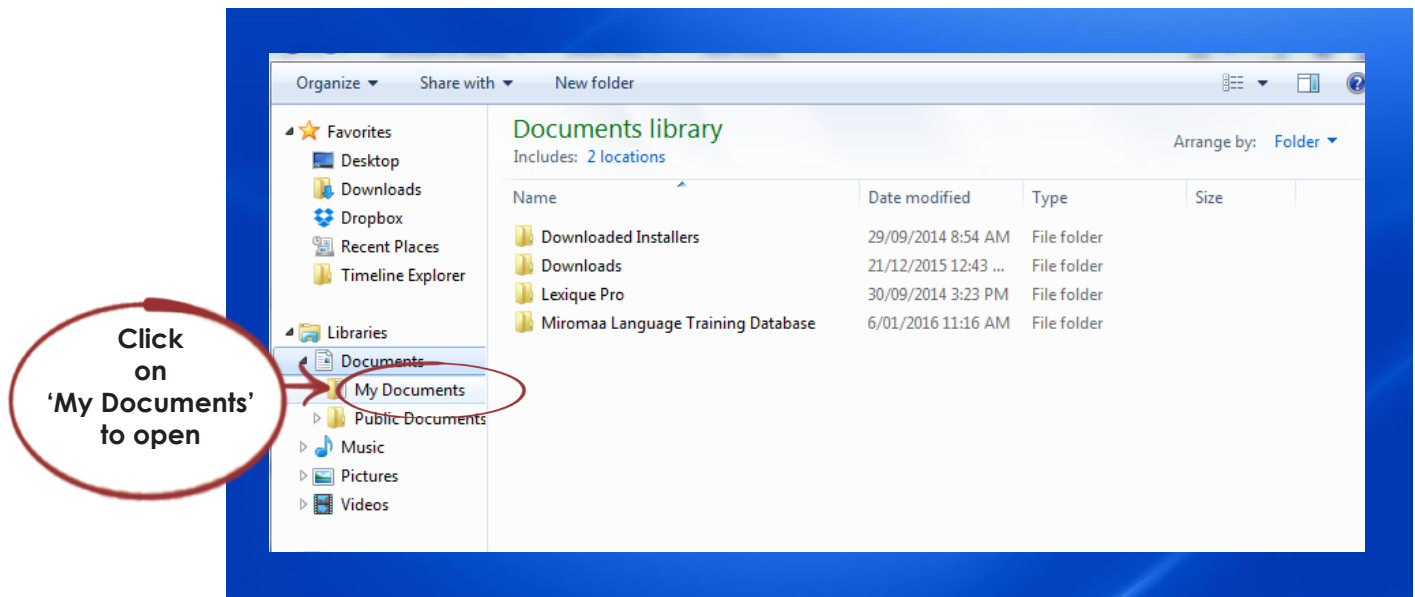 Organize Share with New folder
Favorites
Desktop
Downloads
Dropbox
Recent Places
Timeline Explorer
Libraries
Documents
My Documents
Public Documents
Music
Pictures
Videos
Documents library
Includes: 2 locations
Arrange by: Folder
Name Date modified Type Size
Downloaded Installers 29/09/2014 8:54 AM File folder
Downloads 21/12/2015 12:43 ... File folder
Lexique Pro 30/09/2014 3:23 PM File folder
Miromaa Language Training Database 6/01/2016 11:16 AM File folder
Click
on
‘My Documents’
to open